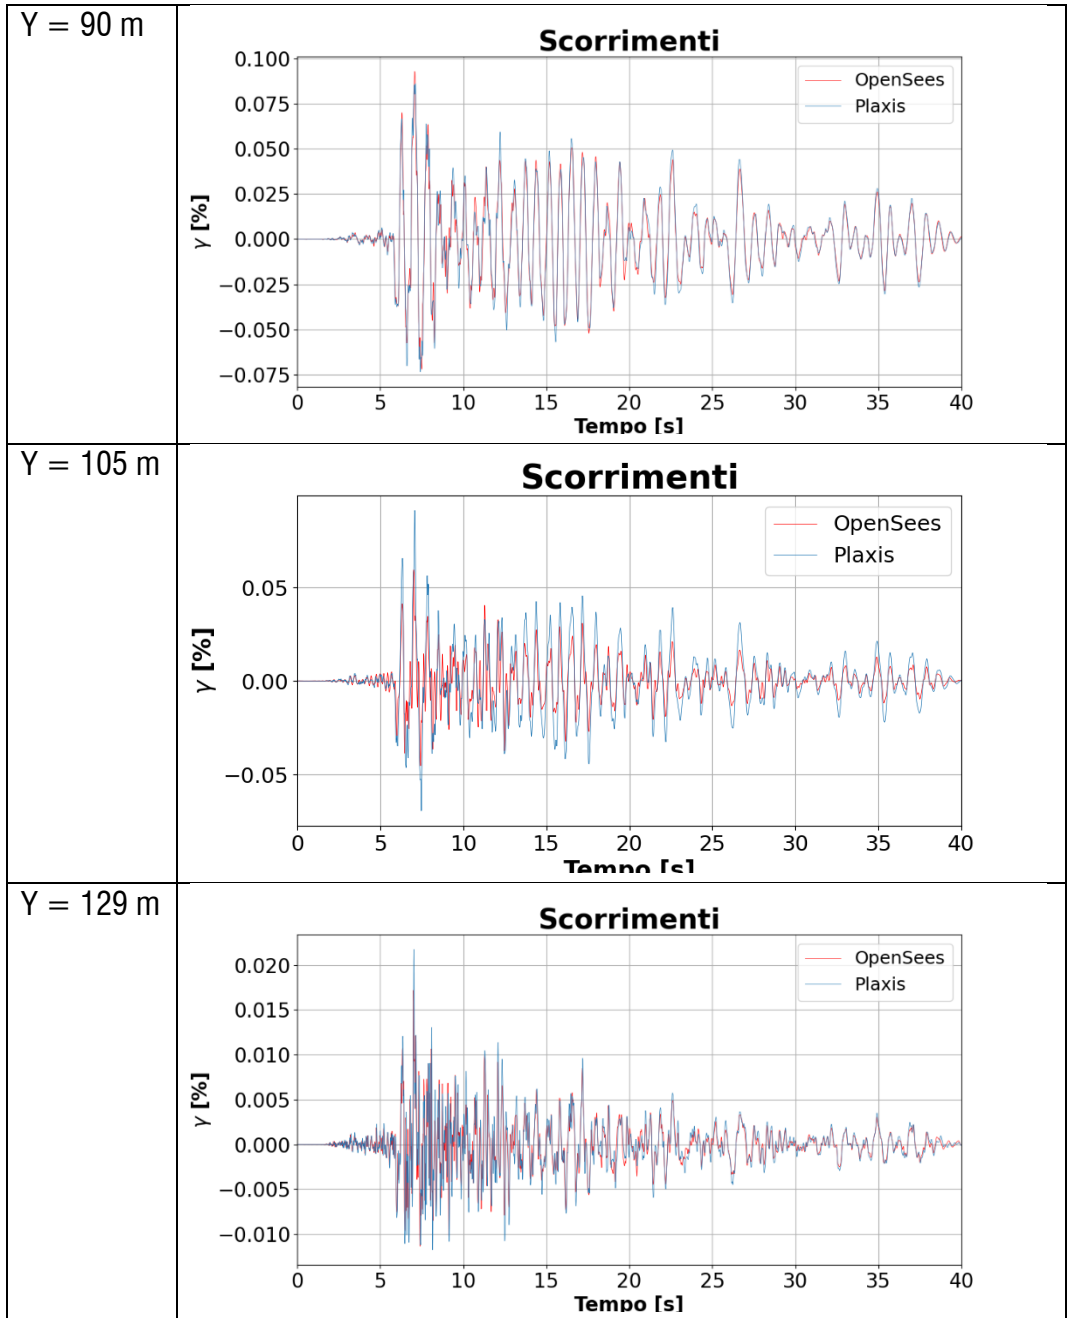 Y = 90 m
Scorrimenti
OpenSees
Plaxis
0.100
0.075
0.050
0.025
0.000
−0.025
−0.050
−0.075
γ [%]
0 5 10 15 20 25 30 35 40
Tempo [s]
Y = 105 m
Scorrimenti
OpenSees
Plaxis
0.05
0.00
−0.05
γ [%]
0 5 10 15 20 25 30 35 40
Tempo [s]
Y = 129 m
Scorrimenti
OpenSees
Plaxis
0.020
0.015
0.010
0.005
0.000
−0.005
−0.010
γ [%]
0 5 10 15 20 25 30 35 40
Tempo [s]